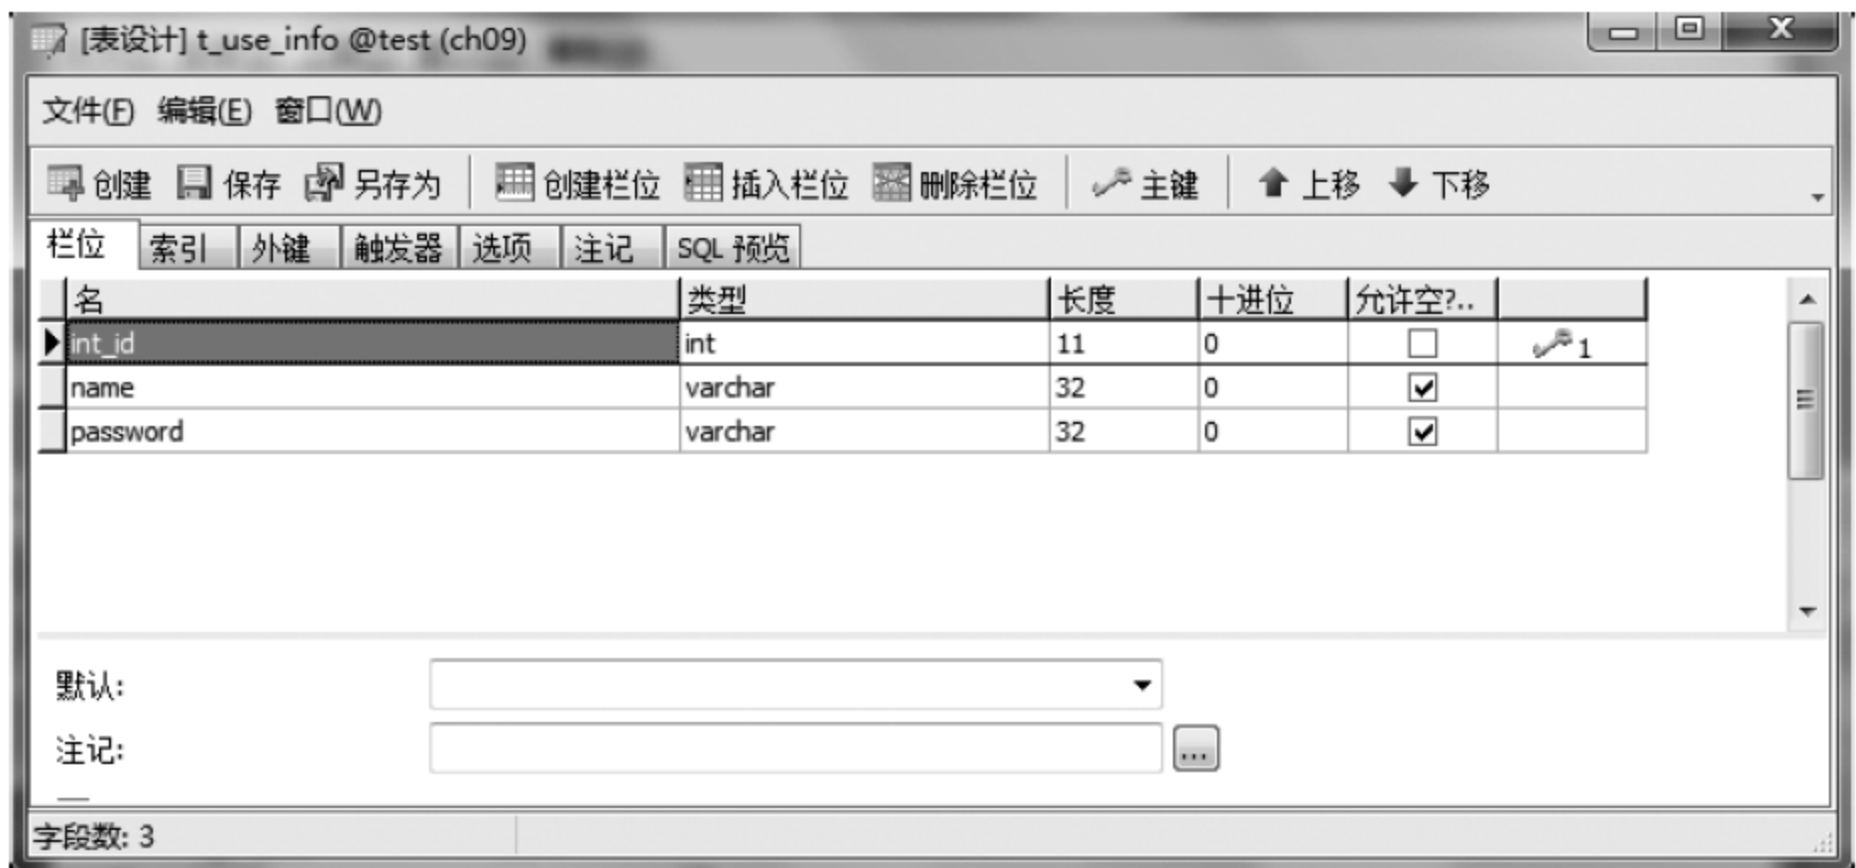 [表设计] t_use_info @test (ch09)
文件(F) 编辑(E) 窗口(W)
创建 保存 另存为 创建栏位 插入栏位 删除栏位 主键 上移 下移
栏位 索引 外键 触发器 选项 注记 SQL 预览
名 类型 长度 十进位 允许空?..
int_id int 11 0 1
name varchar 32 0
password varchar 32 0
默认:
注记:
...
字段数: 3